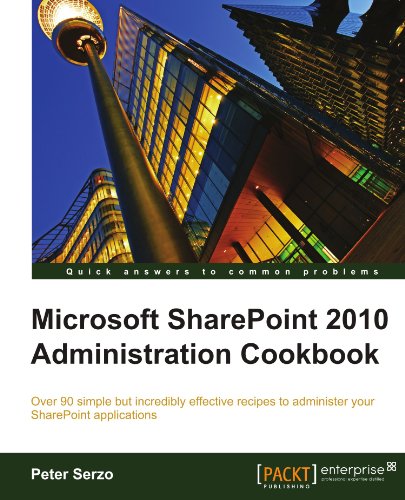 Quick answers to common problems
Microsoft SharePoint 2010
Administration Cookbook
Over 90 simple but incredibly effective recipes to administer your
SharePoint applications
Peter Serzo
[PACKT] enterprise
PUBLISHING professional expertise distilled